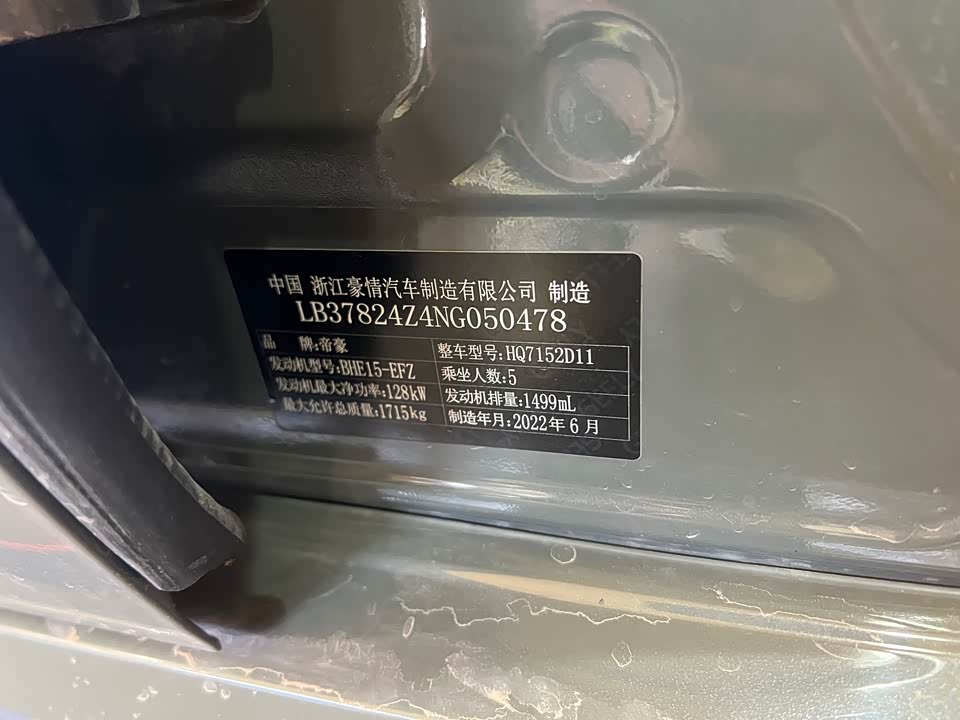 中国 浙江豪情汽车制造有限公司 制造
LB37824Z4NG050478
品 牌:帝豪
整车型号:HQ7152D11
发动机型号:BHE15-EFZ
乘坐人数:5
发动机最大净功率:128kW
发动机排量:1499mL
最大允许总质量:1715kg
制造年月:2022年6月